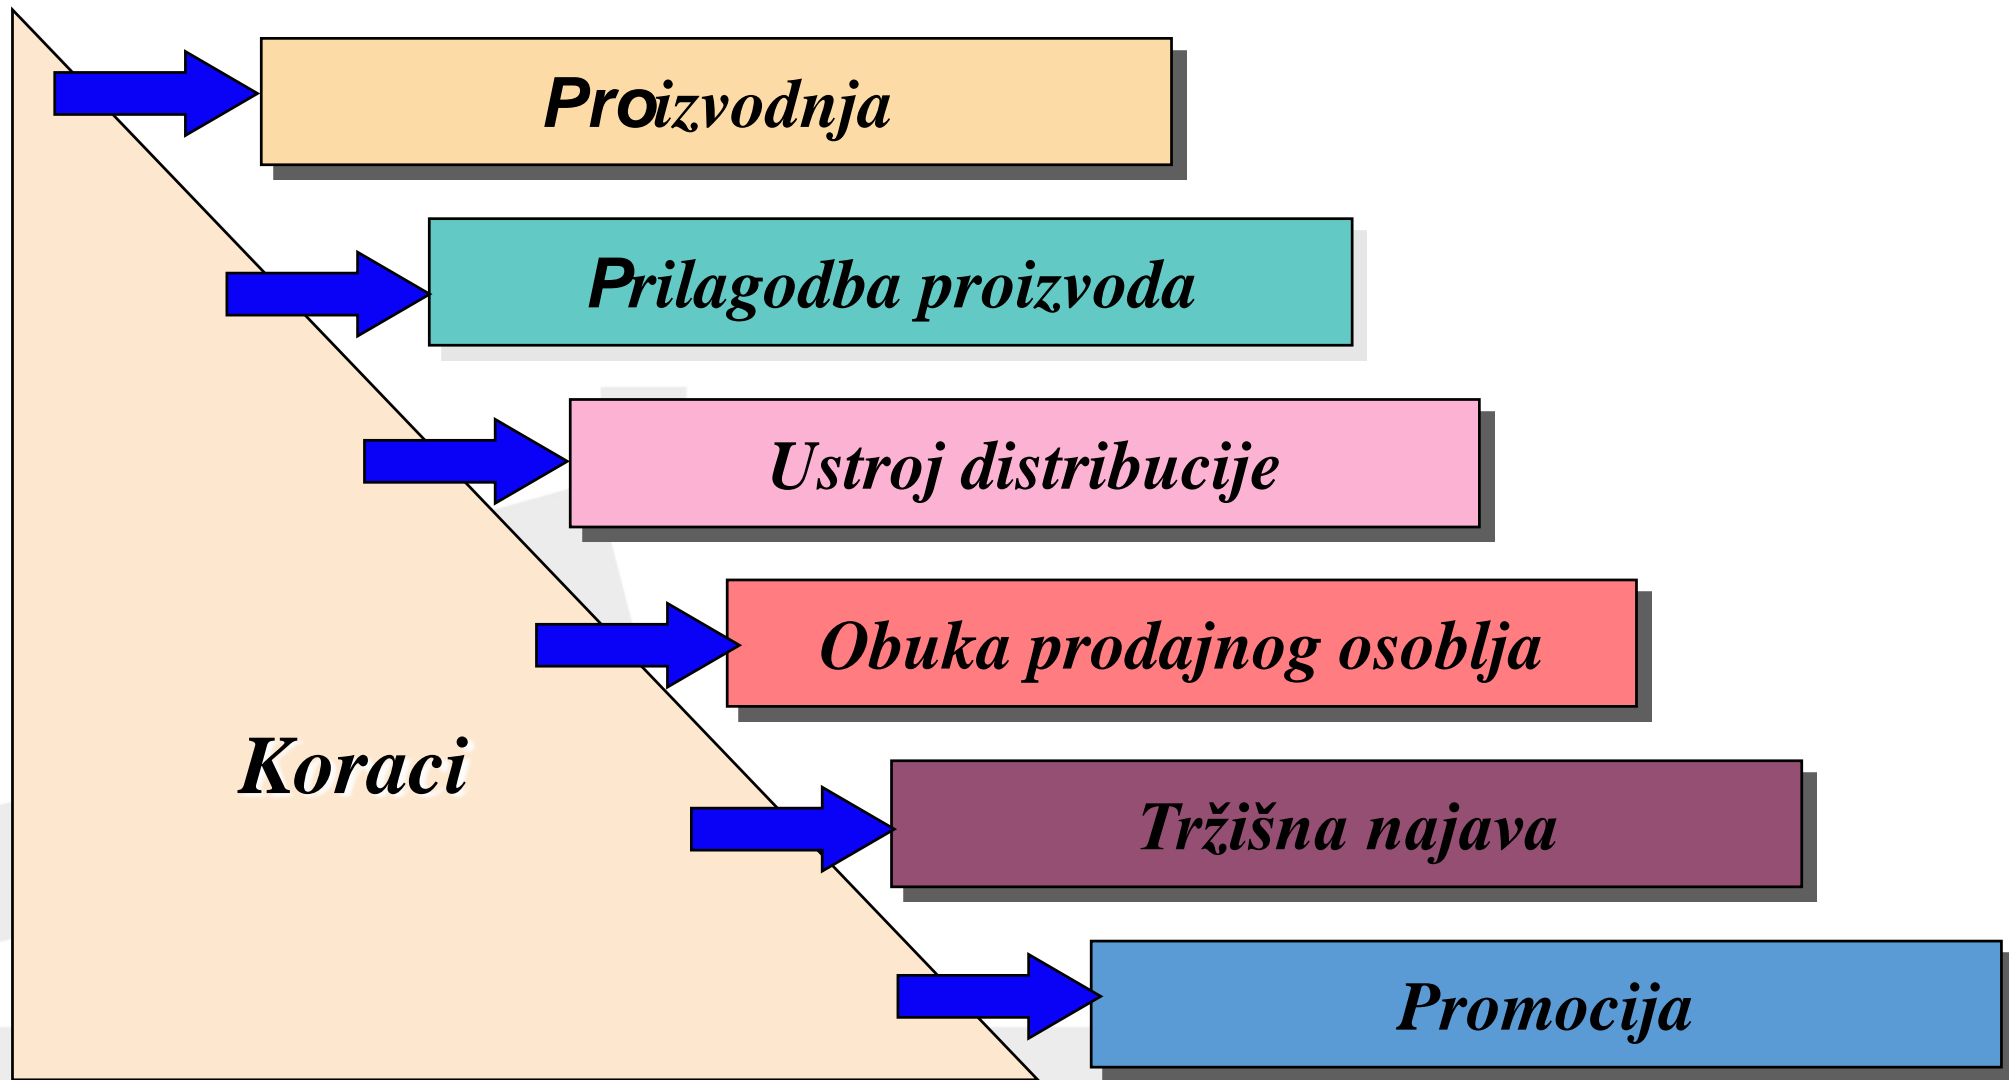 Proizvodnja
Prilagodba proizvoda
Ustroj distribucije
Obuka prodajnog osoblja
Koraci
Tržišna najava
Promocija